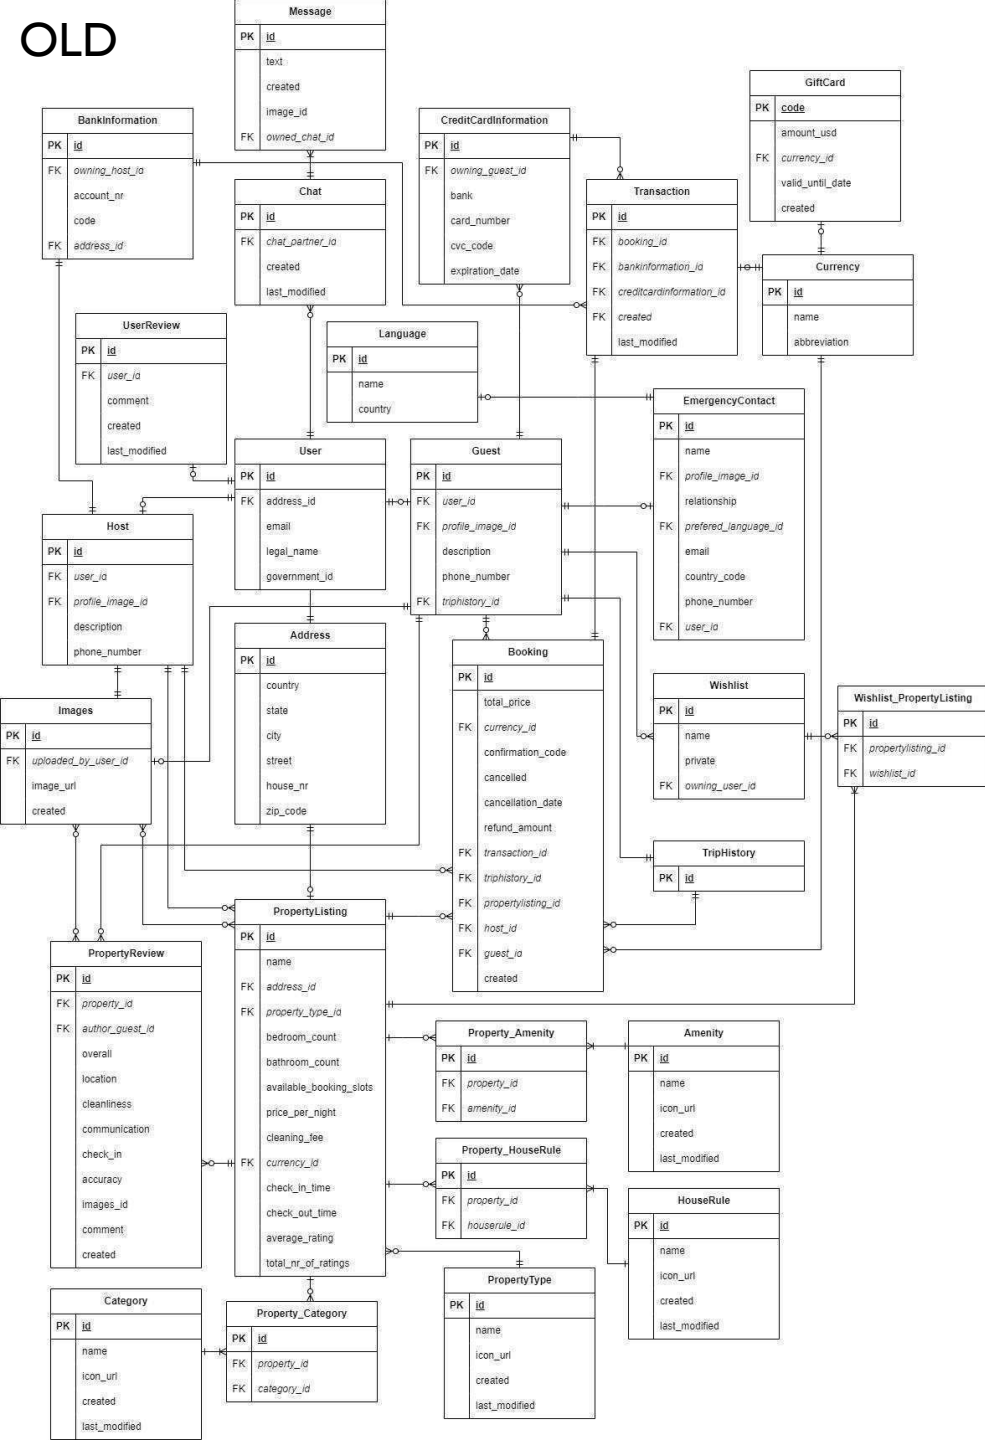 OLD
Message
PK id
text
created
image_id
FK owned_chat_id
BankInformation
PK id
FK owning_host_id
account_nr
code
FK address_id
CreditCardInformation
PK id
FK owning_guest_id
bank
card_number
cvc_code
expiration_date
GiftCard
PK code
amount_usd
FK currency_id
valid_until_date
created
Chat
PK id
FK chat_partner_id
created
last_modified
Transaction
PK id
FK booking_id
FK bankinformation_id
FK creditcardinformation_id
FK created
last_modified
Currency
PK id
name
abbreviation
UserReview
PK id
FK user_id
comment
created
last_modified
Language
PK id
name
country
EmergencyContact
PK id
name
FK profile_image_id
relationship
FK prefered_language_id
email
country_code
phone_number
FK user_id
User
PK id
FK address_id
email
legal_name
government_id
Guest
PK id
FK user_id
FK profile_image_id
description
phone_number
FK triphistory_id
Host
PK id
FK user_id
FK profile_image_id
description
phone_number
Address
PK id
country
state
city
street
house_nr
zip_code
Booking
PK id
total_price
FK currency_id
confirmation_code
cancelled
cancellation_date
refund_amount
FK transaction_id
FK triphistory_id
FK propertylisting_id
FK host_id
FK guest_id
created
Wishlist
PK id
name
private
FK owning_user_id
Wishlist_PropertyListing
PK id
FK propertylisting_id
FK wishlist_id
Images
PK id
FK uploaded_by_user_id
image_url
created
TripHistory
PK id
PropertyListing
PK id
name
FK address_id
FK property_type_id
bedroom_count
bathroom_count
available_booking_slots
price_per_night
cleaning_fee
FK currency_id
check_in_time
check_out_time
average_rating
total_nr_of_ratings
PropertyReview
PK id
FK property_id
FK author_guest_id
overall
location
cleanliness
communication
check_in
accuracy
images_id
comment
created
Property_Amenity
PK id
FK property_id
FK amenity_id
Amenity
PK id
name
icon_url
created
last_modified
Property_HouseRule
PK id
FK property_id
FK houserule_id
HouseRule
PK id
name
icon_url
created
last_modified
PropertyType
PK id
name
icon_url
created
last_modified
Category
PK id
name
icon_url
created
last_modified
Property_Category
PK id
FK property_id
FK category_id